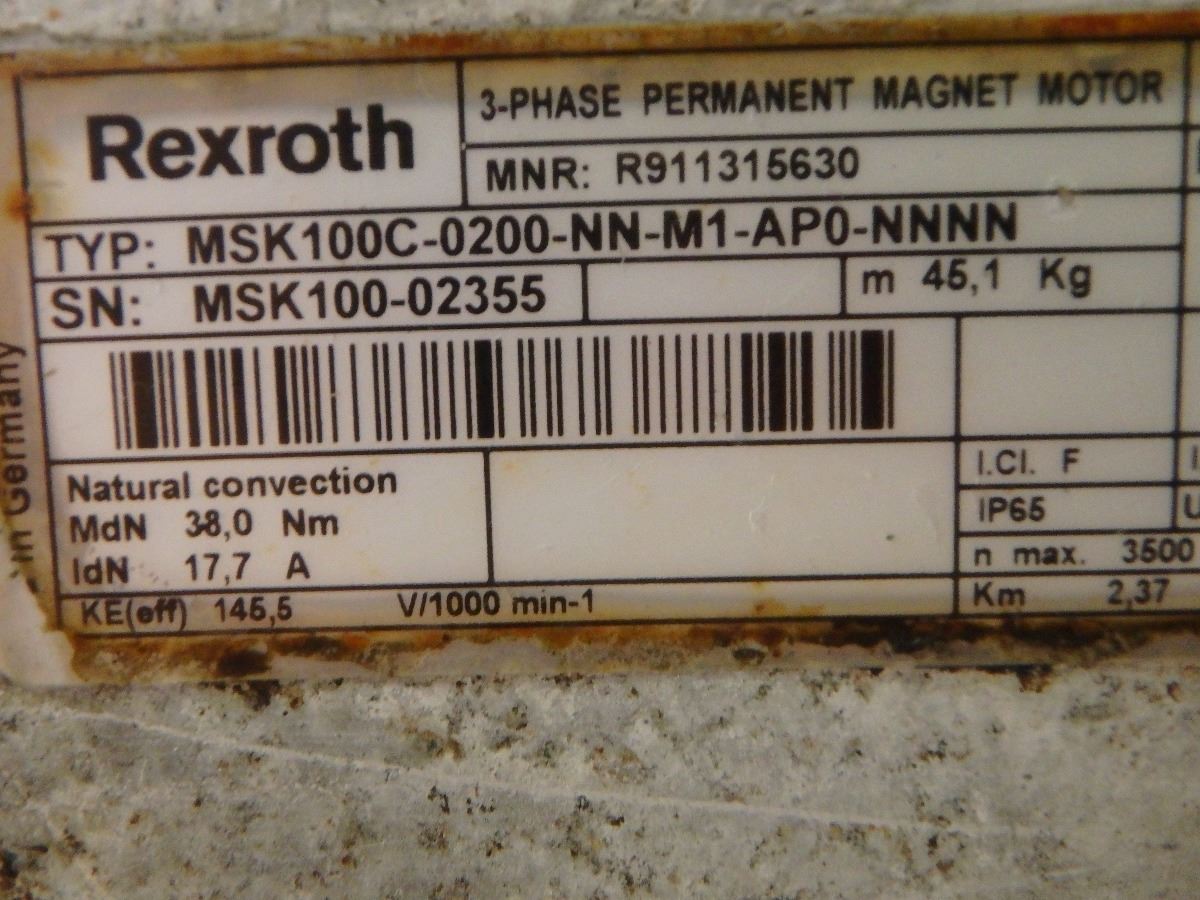 Rexroth
3-PHASE PERMANENT MAGNET MOTOR
MNR: R911315630
TYP: MSK100C-0200-NN-M1-AP0-NNNN
SN: MSK100-02355
m 45,1 Kg
in Germany
Natural convection
MdN 38,0 Nm
IdN 17,7 A
KE(eff) 145,5 V/1000 min-1
I.Cl. F
IP65
n max. 3500
Km 2,37